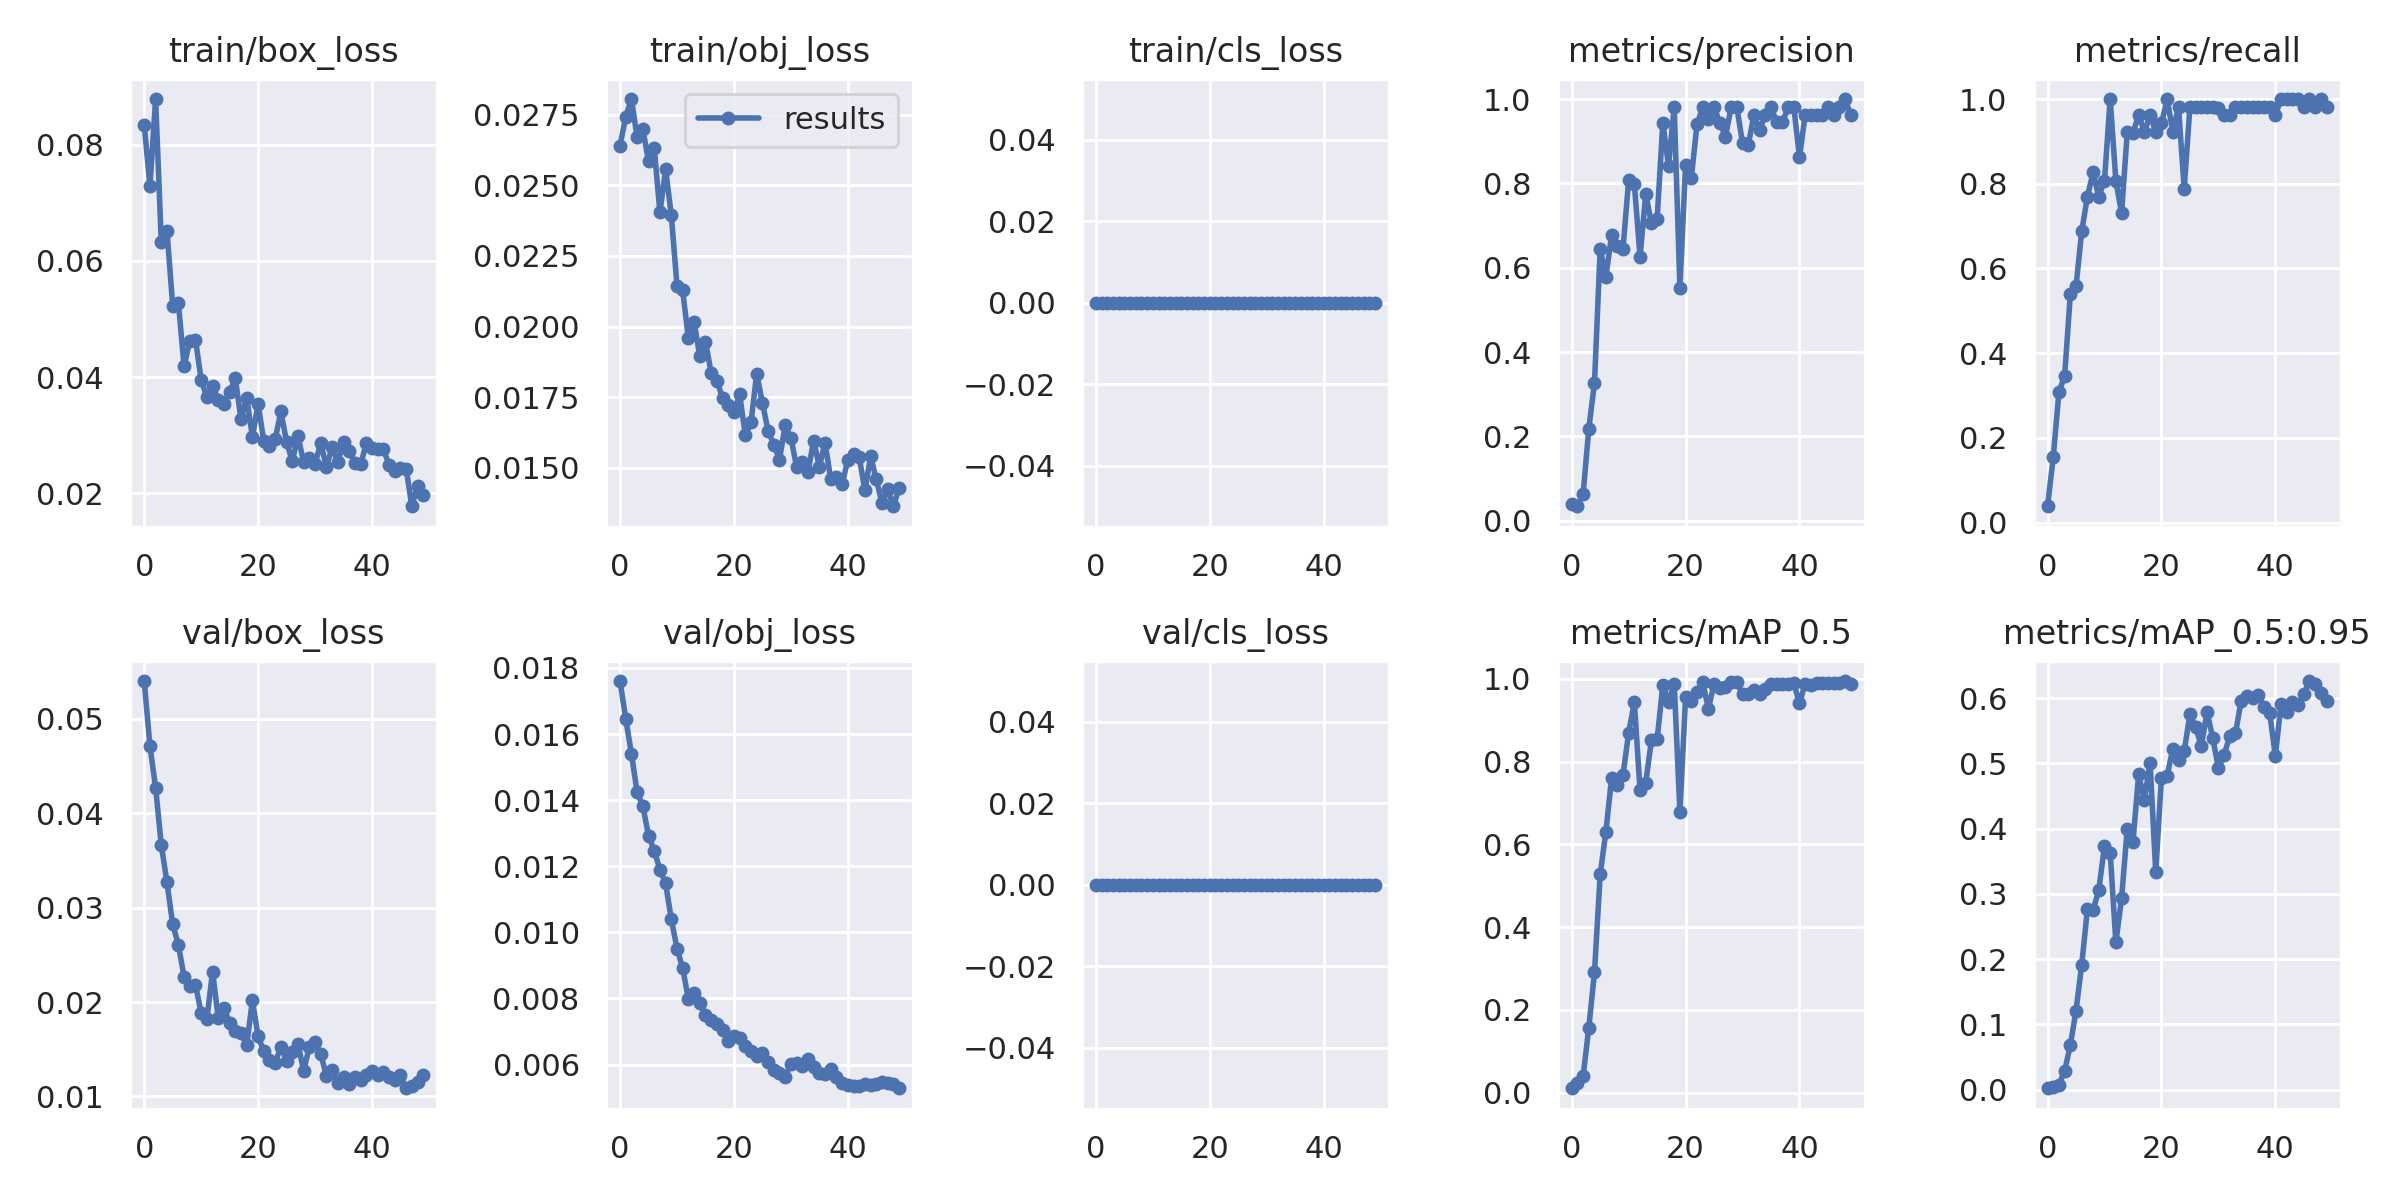 train/box_loss
0.08
0.06
0.04
0.02
0 20 40
train/obj_loss
results
0.0275
0.0250
0.0225
0.0200
0.0175
0.0150
0 20 40
train/cls_loss
0.04
0.02
0.00
−0.02
−0.04
0 20 40
metrics/precision
1.0
0.8
0.6
0.4
0.2
0.0
0 20 40
metrics/recall
1.0
0.8
0.6
0.4
0.2
0.0
0 20 40
val/box_loss
0.05
0.04
0.03
0.02
0.01
0 20 40
val/obj_loss
0.018
0.016
0.014
0.012
0.010
0.008
0.006
0 20 40
val/cls_loss
0.04
0.02
0.00
−0.02
−0.04
0 20 40
metrics/mAP_0.5
1.0
0.8
0.6
0.4
0.2
0.0
0 20 40
metrics/mAP_0.5:0.95
0.6
0.5
0.4
0.3
0.2
0.1
0.0
0 20 40